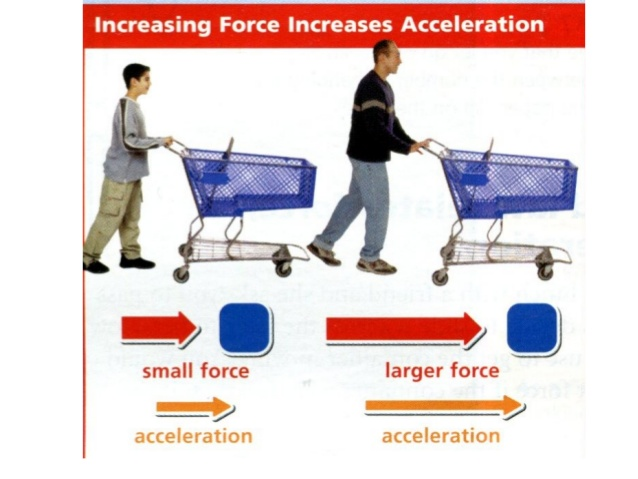 Increasing Force Increases Acceleration
small force
larger force
acceleration
acceleration